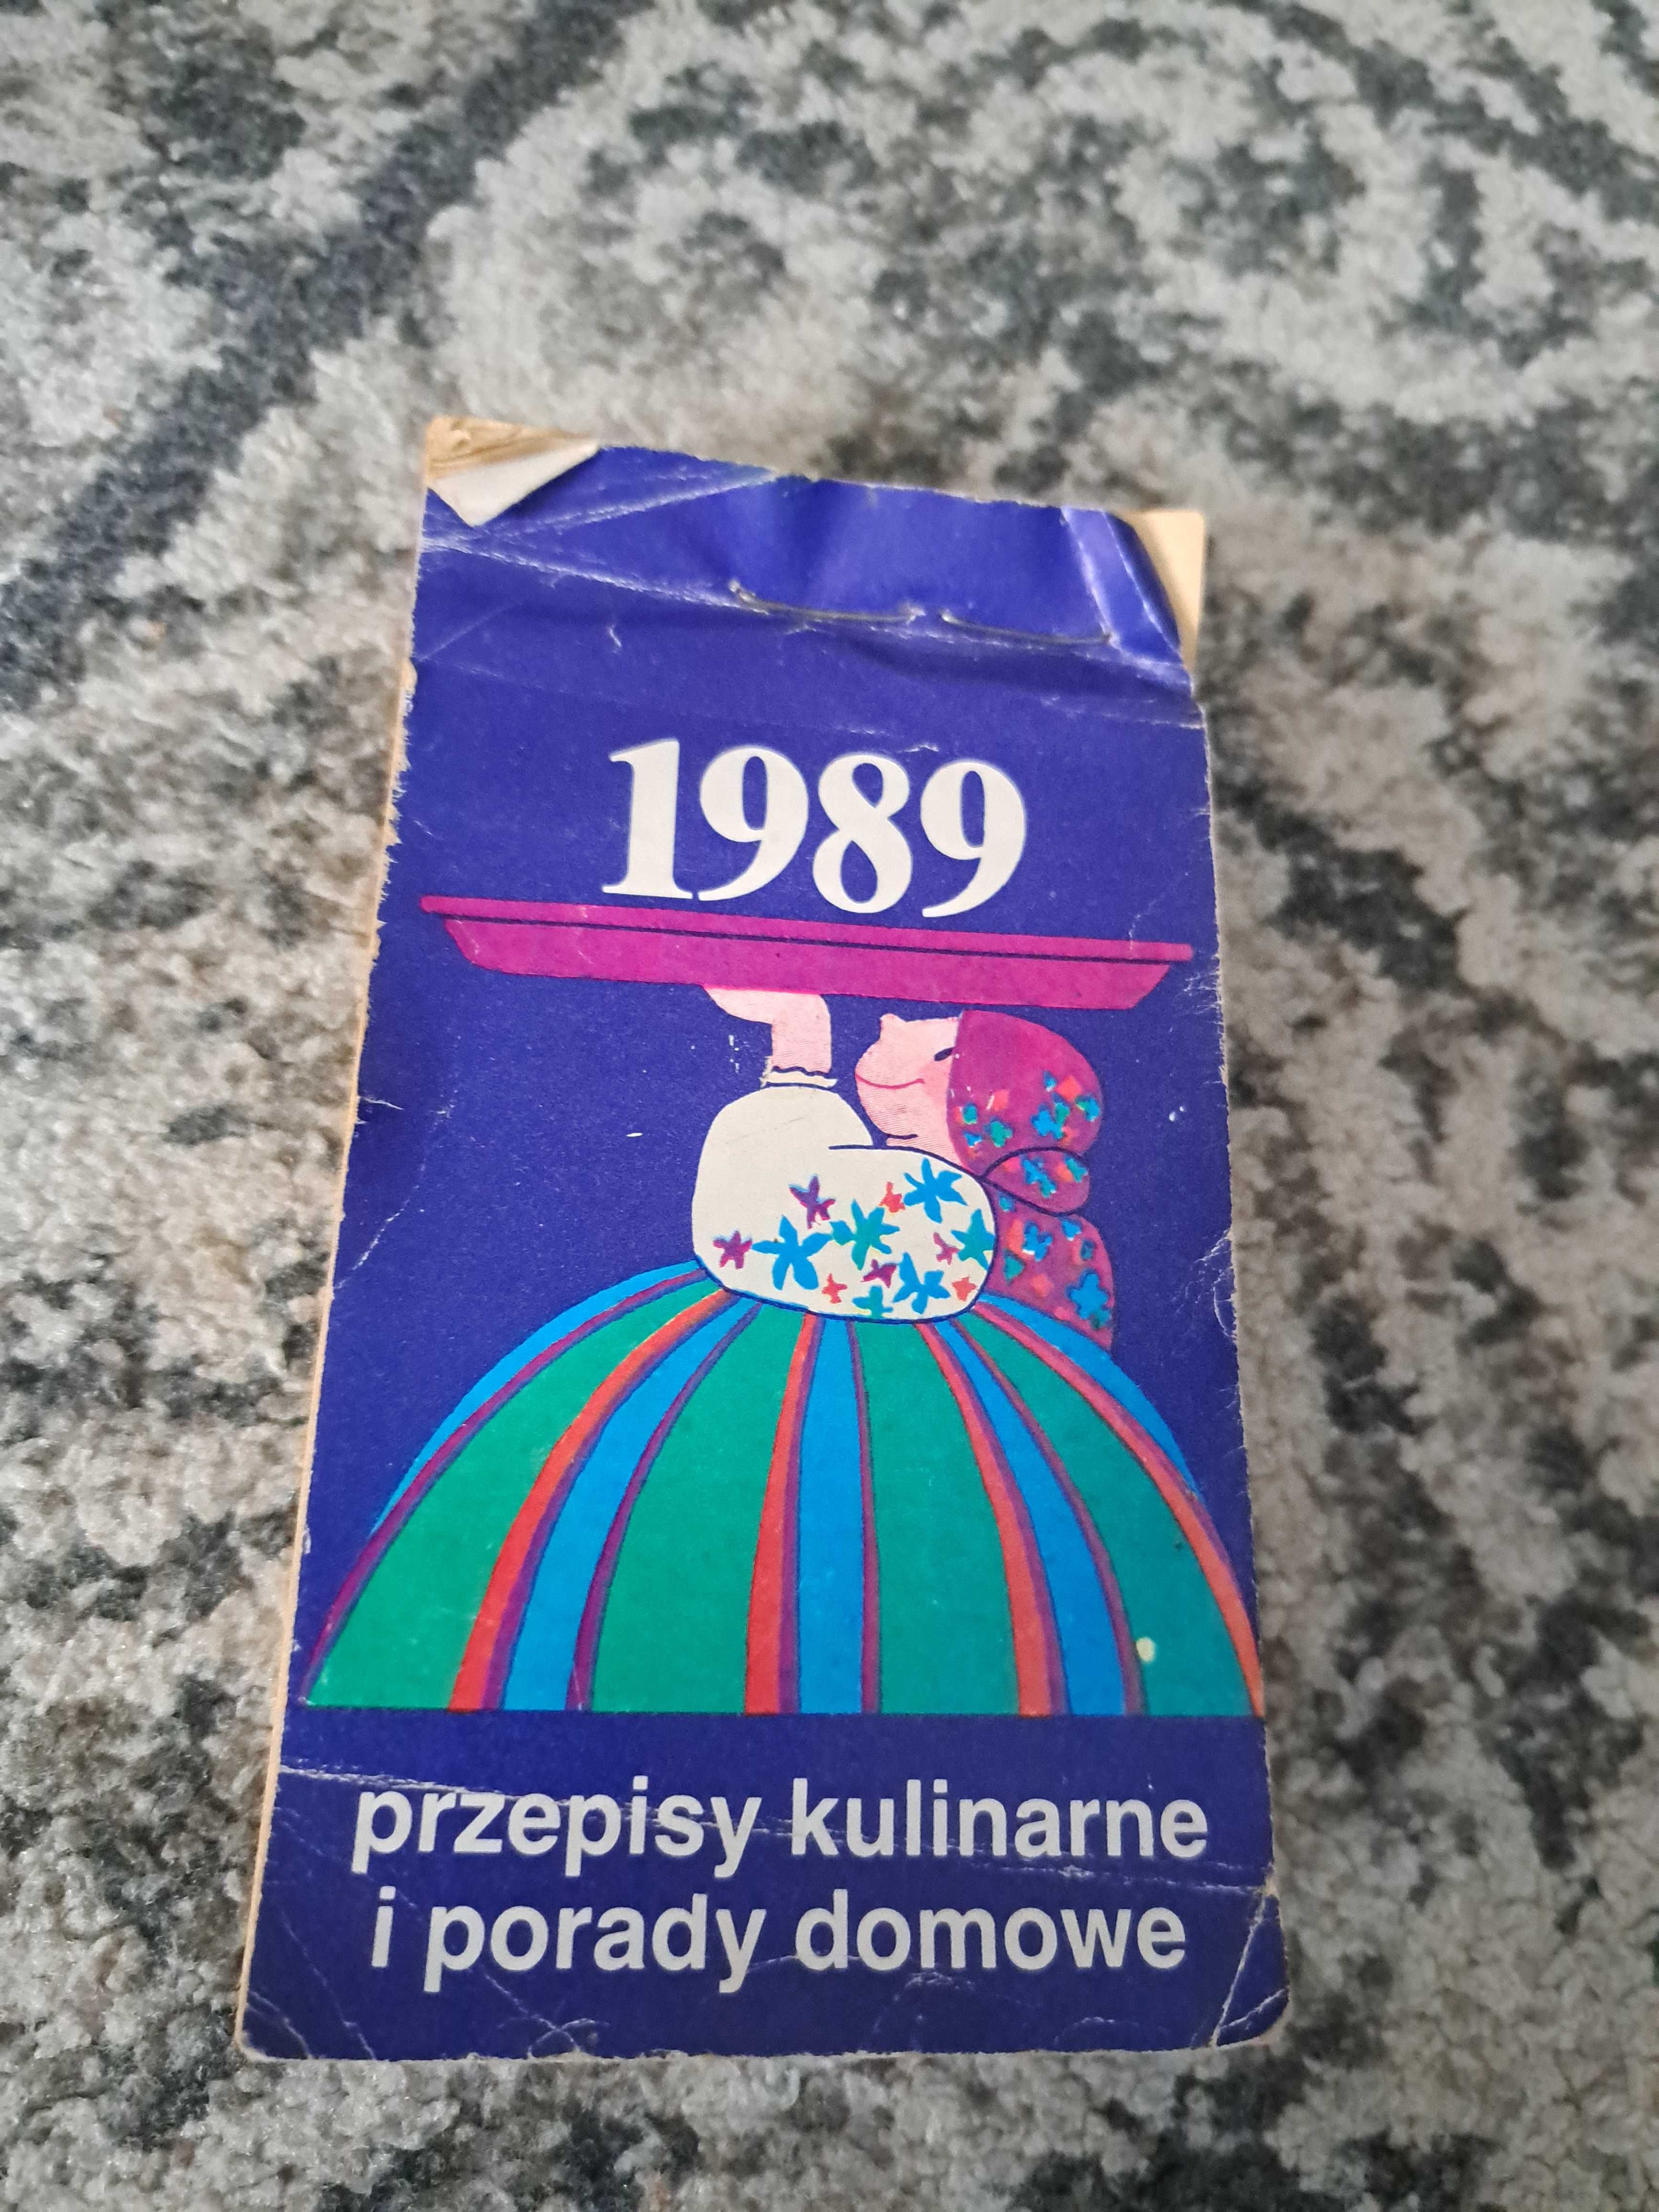 1989
przepisy kulinarne
i porady domowe